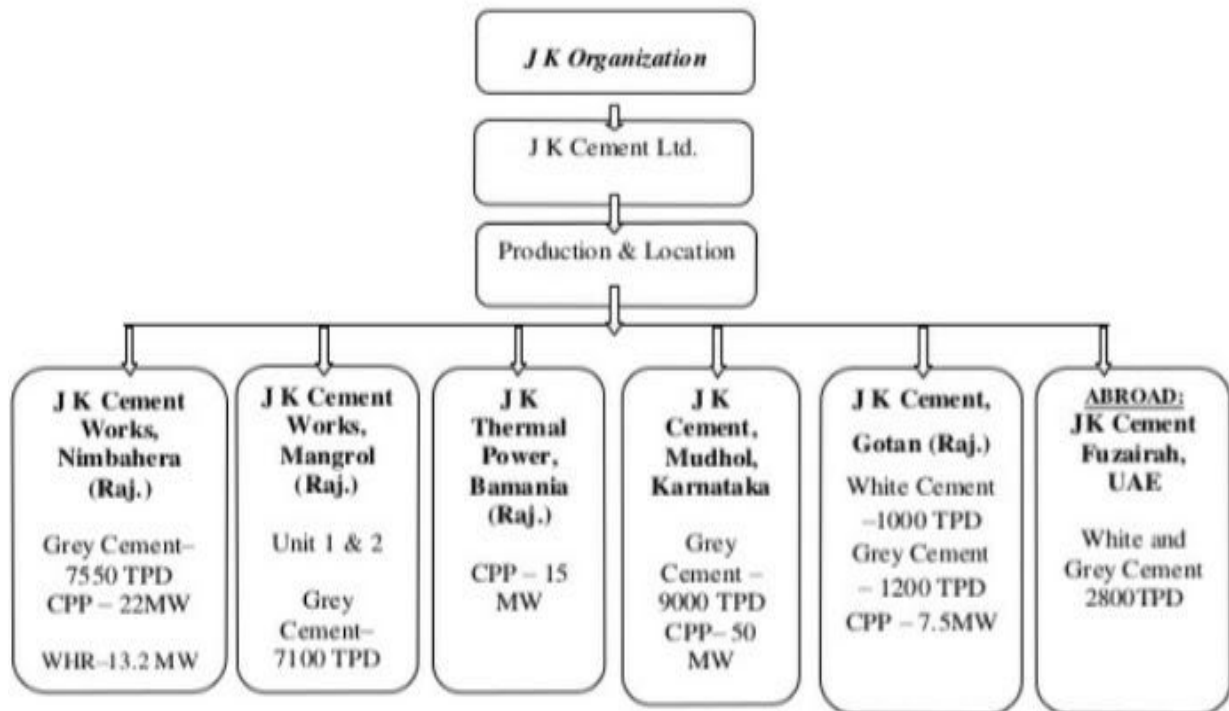 J K Organization
J K Cement Ltd.
Production & Location
J K Cement
Works,
Nimbahera
(Raj.)
Grey Cement–
7550 TPD
CPP – 22MW
WHR–13.2 MW
J K Cement
Works,
Mangrol
(Raj.)
Unit 1 & 2
Grey
Cement–
7100 TPD
J K
Thermal
Power,
Bamania
(Raj.)
CPP – 15
MW
J K
Cement,
Mudhol,
Karnataka
Grey
Cement –
9000 TPD
CPP– 50
MW
J K Cement,
Gotan (Raj.)
White Cement
–1000 TPD
Grey Cement
– 1200 TPD
CPP – 7.5MW
ABROAD:
JK Cement
Fuzairah,
UAE
White and
Grey Cement
2800TPD